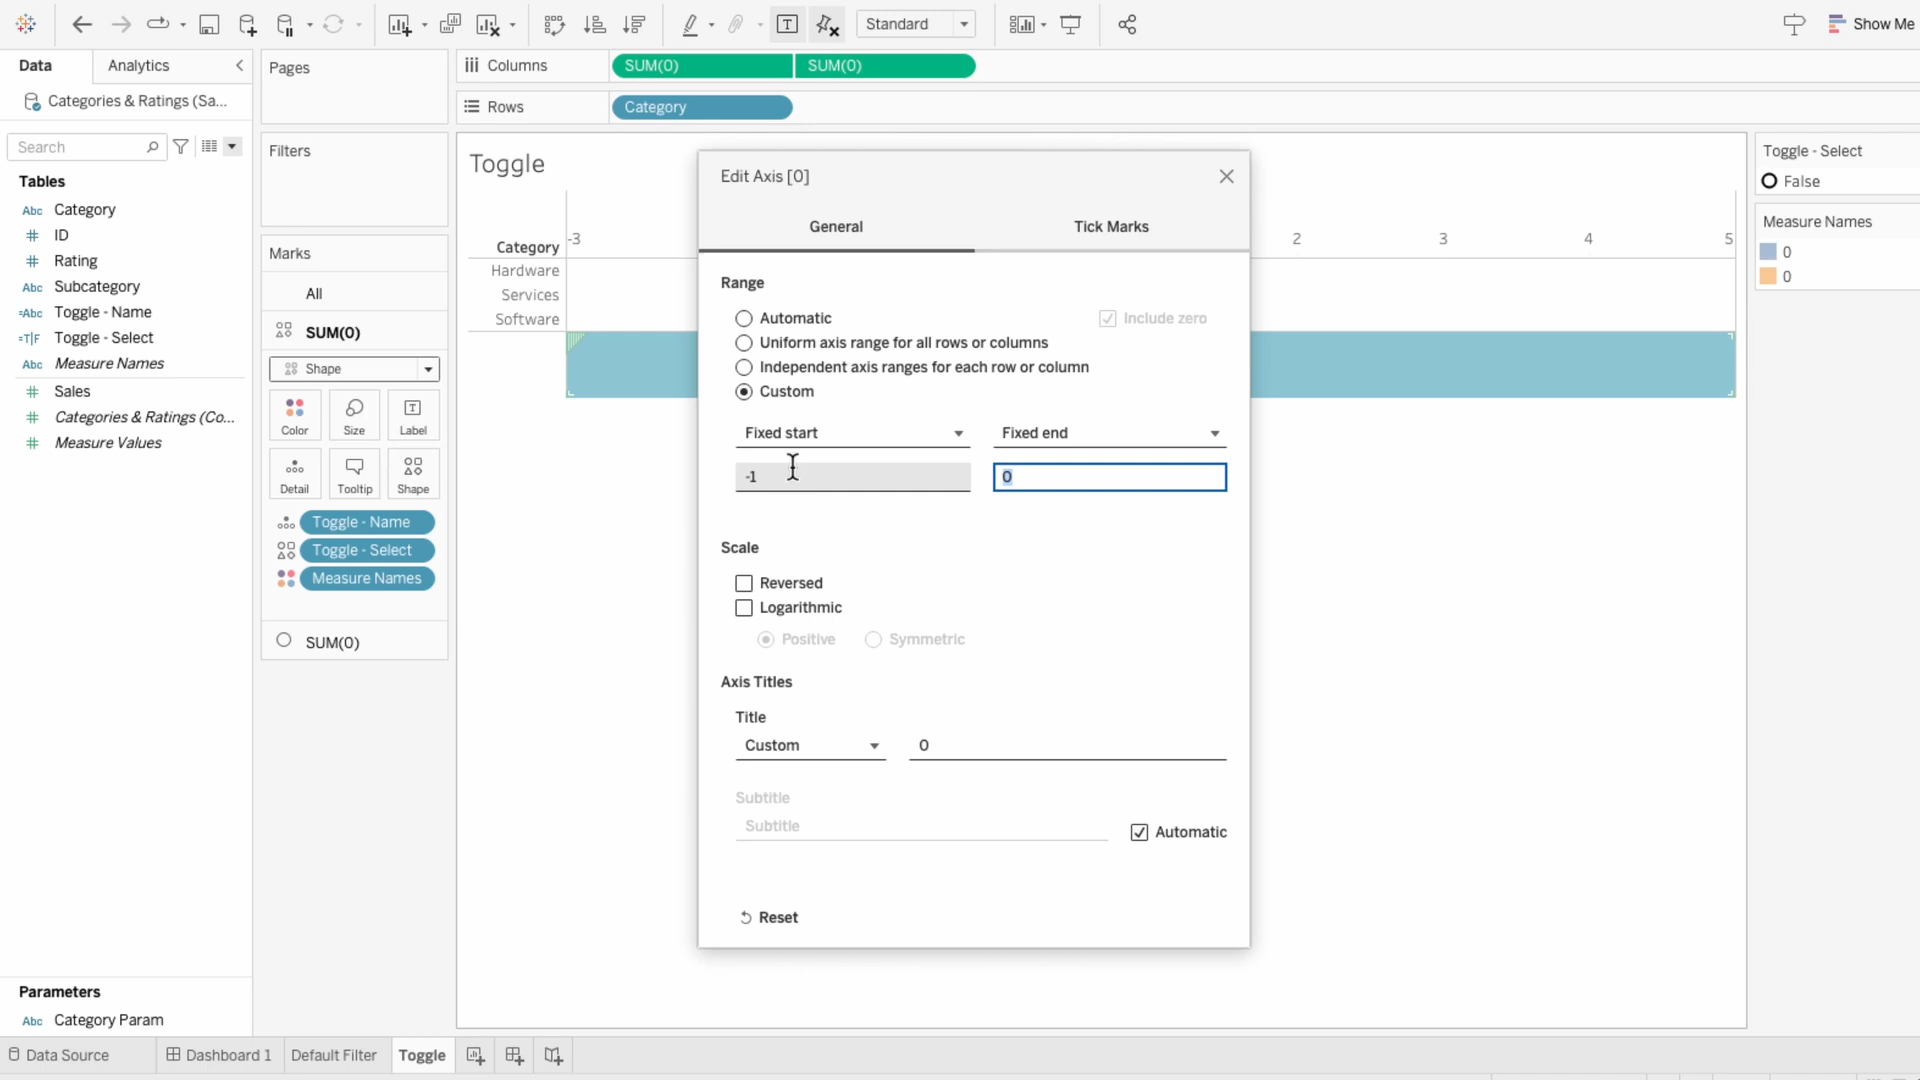 Standard
Show Me
Data
Analytics
Categories & Ratings (Sa...
Search
Tables
Abc Category
# ID
# Rating
Abc Subcategory
=Abc Toggle - Name
=T|F Toggle - Select
Abc Measure Names
# Sales
# Categories & Ratings (Co...
# Measure Values
Parameters
Abc Category Param
Pages
Filters
Marks
All
SUM(0)
Shape
Color Size Label
Detail Tooltip Shape
Toggle - Name
Toggle - Select
Measure Names
SUM(0)
Columns SUM(0) SUM(0)
Rows Category
Toggle
Category
-3 2 3 4 5
Hardware
Services
Software
Edit Axis [0]
General Tick Marks
Range
Automatic Include zero
Uniform axis range for all rows or columns
Independent axis ranges for each row or column
Custom
Fixed start Fixed end
-1 0
Scale
Reversed
Logarithmic
Positive Symmetric
Axis Titles
Title
Custom 0
Subtitle
Subtitle Automatic
Reset
Toggle - Select
False
Measure Names
0
0
Data Source Dashboard 1 Default Filter Toggle